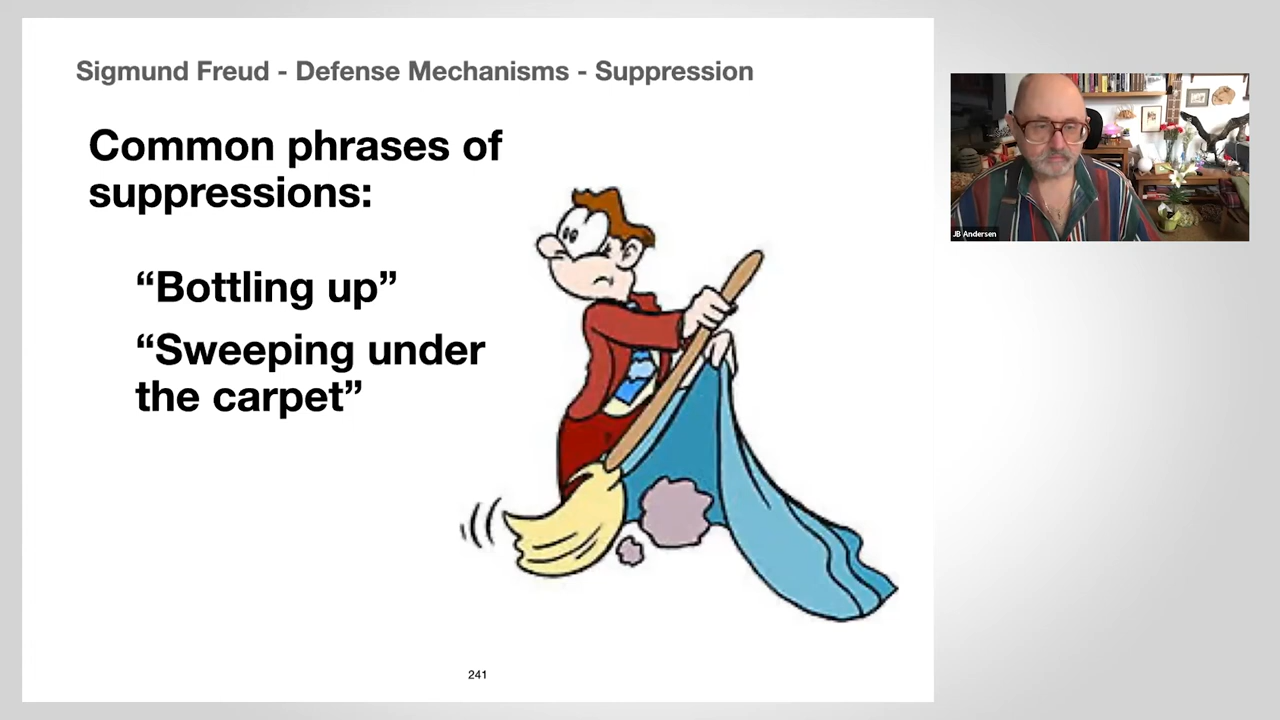 Sigmund Freud - Defense Mechanisms - Suppression
Common phrases of
suppressions:
“Bottling up”
“Sweeping under
the carpet”
241
JB Andersen